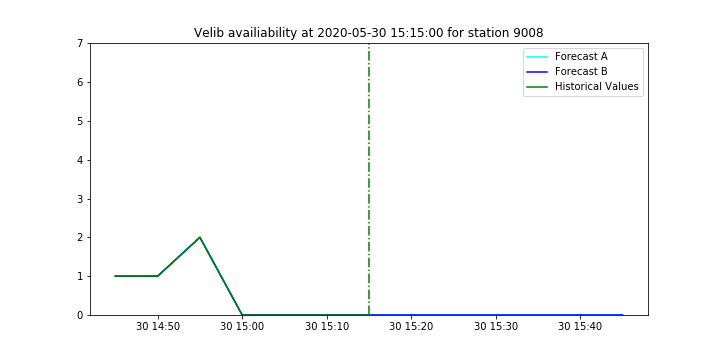 Velib availiability at 2020-05-30 15:15:00 for station 9008
7
6
5
4
3
2
1
0
Forecast A
Forecast B
Historical Values
30 14:50 30 15:00 30 15:10 30 15:20 30 15:30 30 15:40